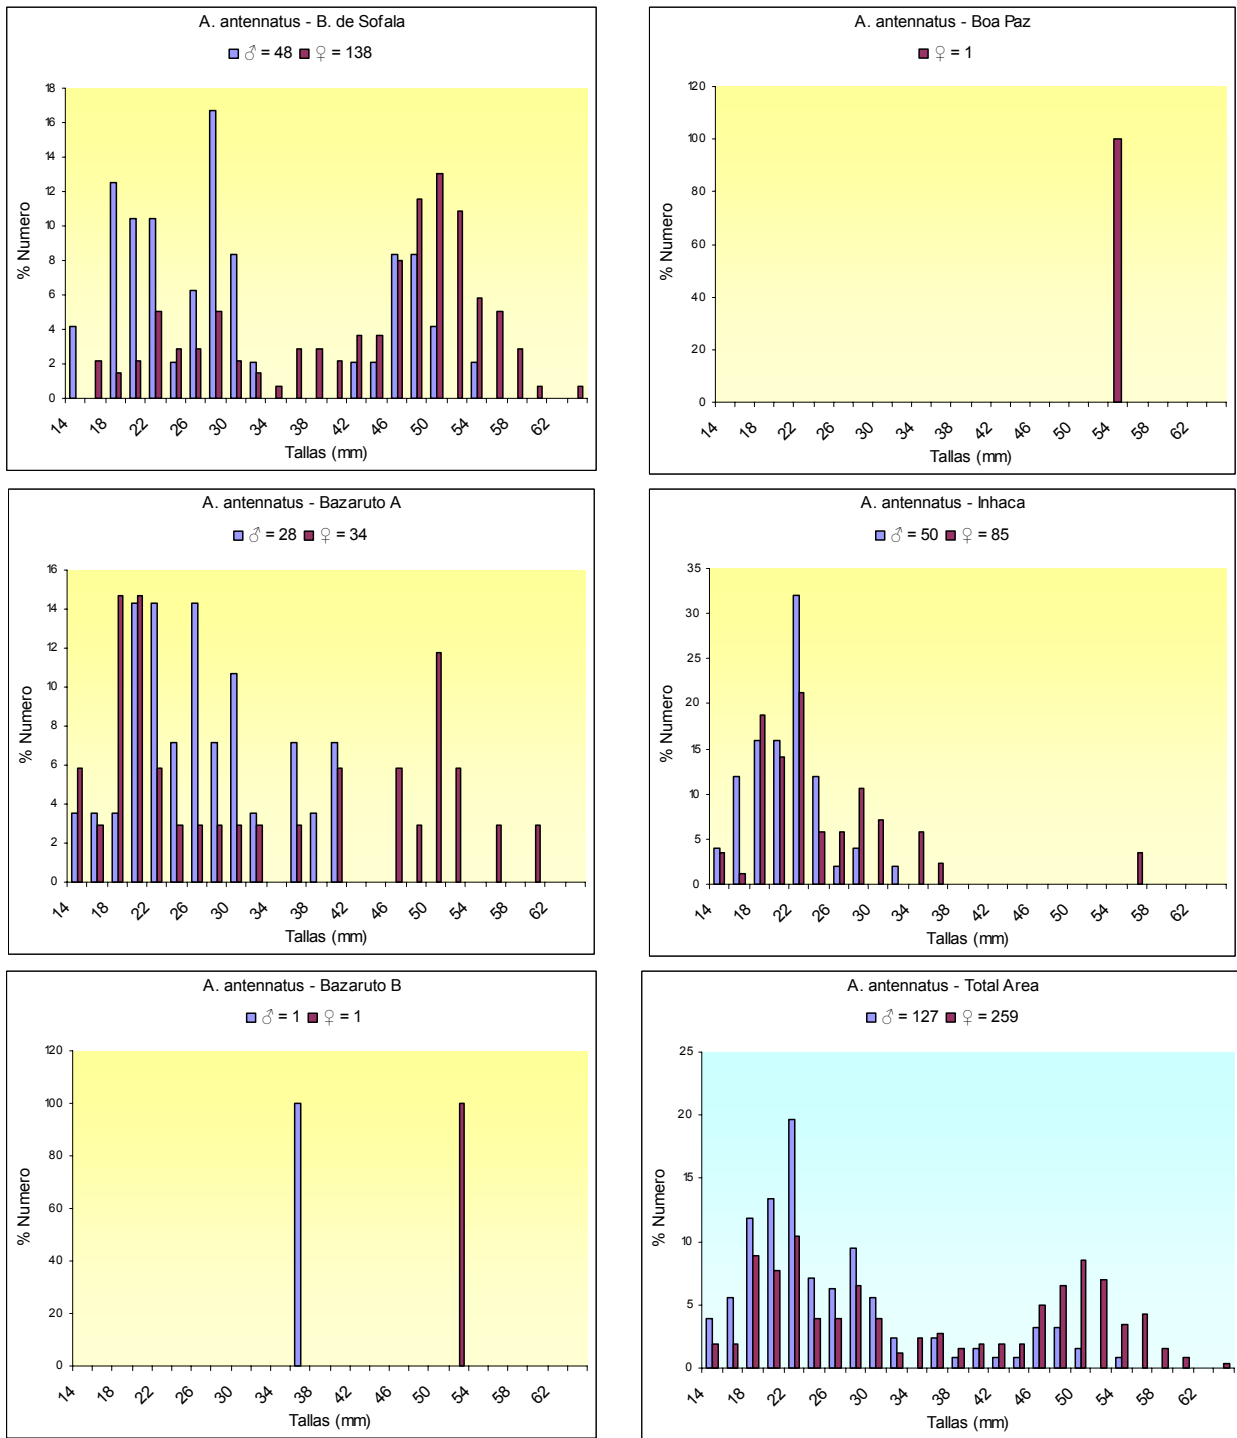 A. antennatus - B. de Sofala
♂ = 48 ♀ = 138
18
16
14
12
10
8
6
4
2
0
% Numero
14 18 22 26 30 34 38 42 46 50 54 58 62
Tallas (mm)
A. antennatus - Boa Paz
♀ = 1
120
100
80
60
40
20
0
% Numero
14 18 22 26 30 34 38 42 46 50 54 58 62
Tallas (mm)
A. antennatus - Bazaruto A
♂ = 28 ♀ = 34
16
14
12
10
8
6
4
2
0
% Numero
14 18 22 26 30 34 38 42 46 50 54 58 62
Tallas (mm)
A. antennatus - Inhaca
♂ = 50 ♀ = 85
35
30
25
20
15
10
5
0
% Numero
14 18 22 26 30 34 38 42 46 50 54 58 62
Tallas (mm)
A. antennatus - Bazaruto B
♂ = 1 ♀ = 1
120
100
80
60
40
20
0
% Numero
14 18 22 26 30 34 38 42 46 50 54 58 62
Tallas (mm)
A. antennatus - Total Area
♂ = 127 ♀ = 259
25
20
15
10
5
0
% Numero
14 18 22 26 30 34 38 42 46 50 54 58 62
Tallas (mm)